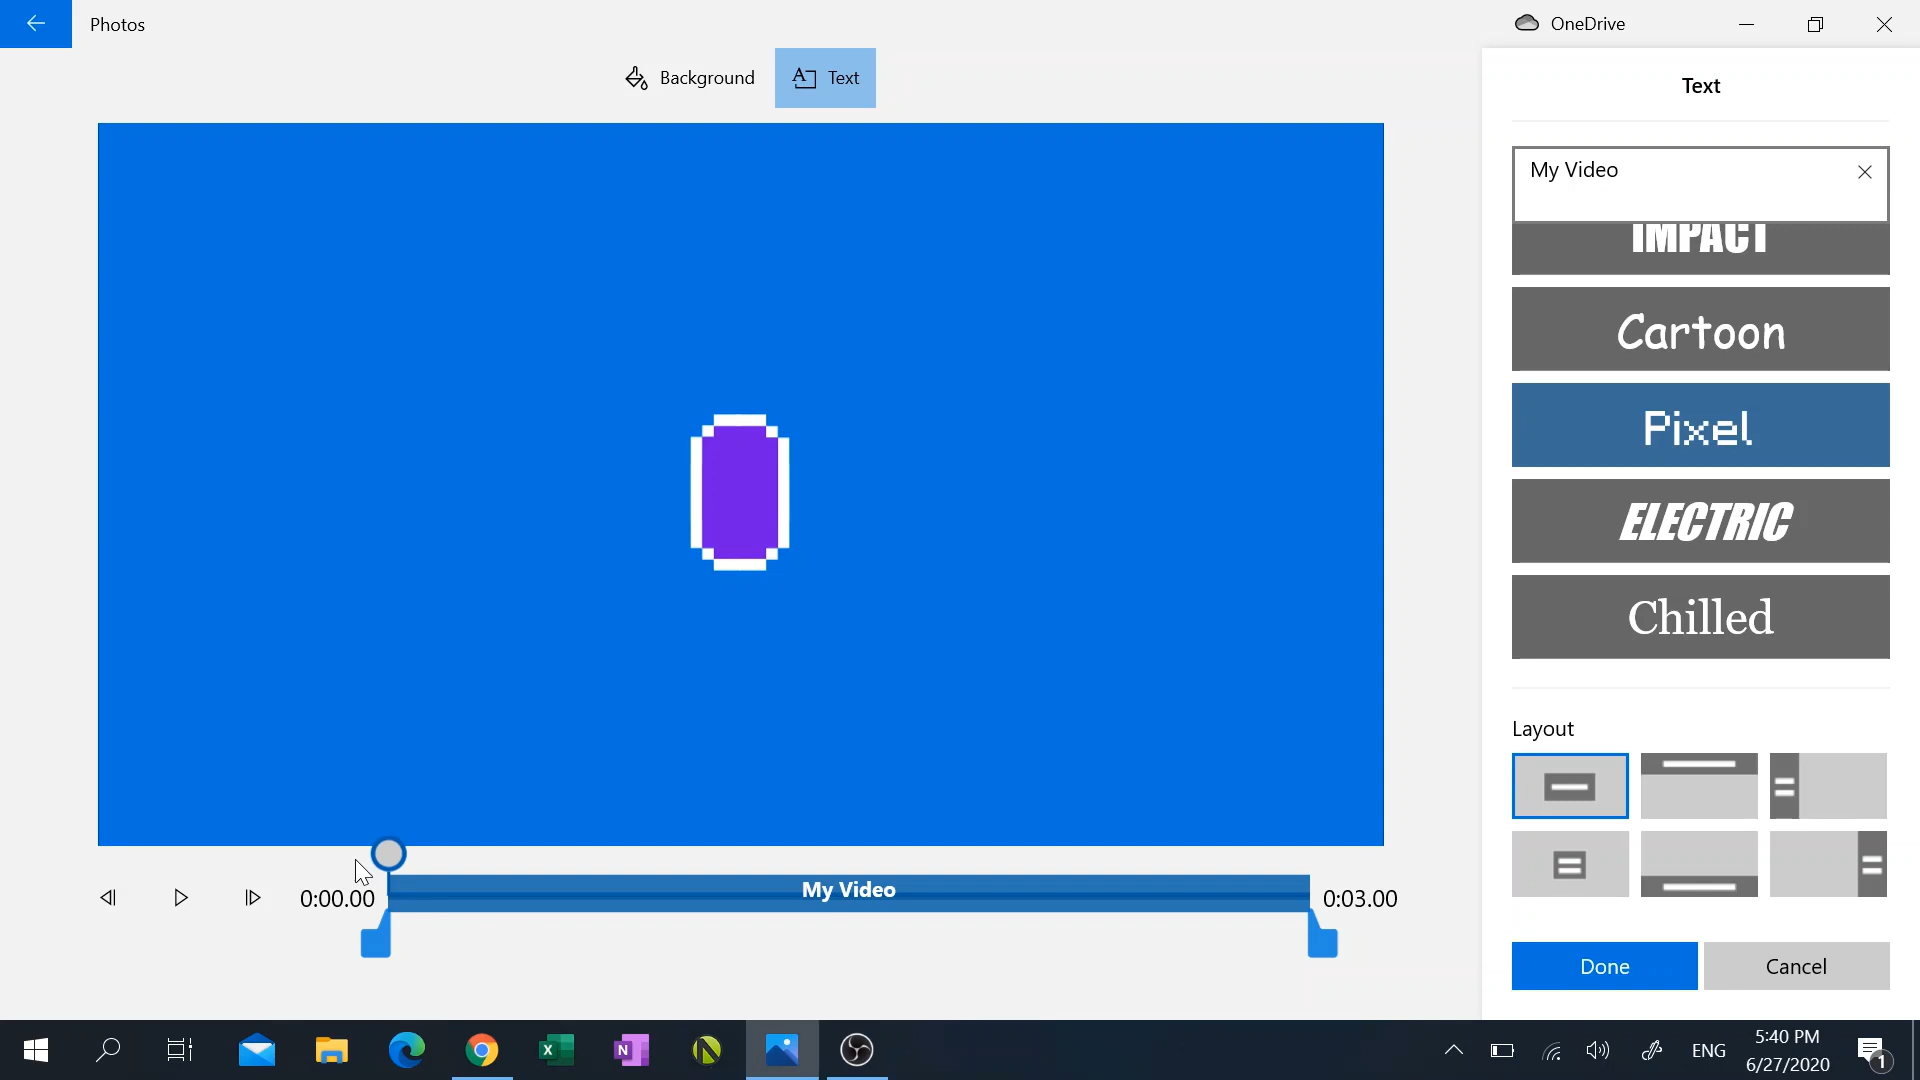 Photos
OneDrive
Background
Text
Text
My Video
IMPACT
Cartoon
Pixel
ELECTRIC
Chilled
Layout
0:00.00
My Video
0:03.00
Done
Cancel
ENG
5:40 PM
6/27/2020
1